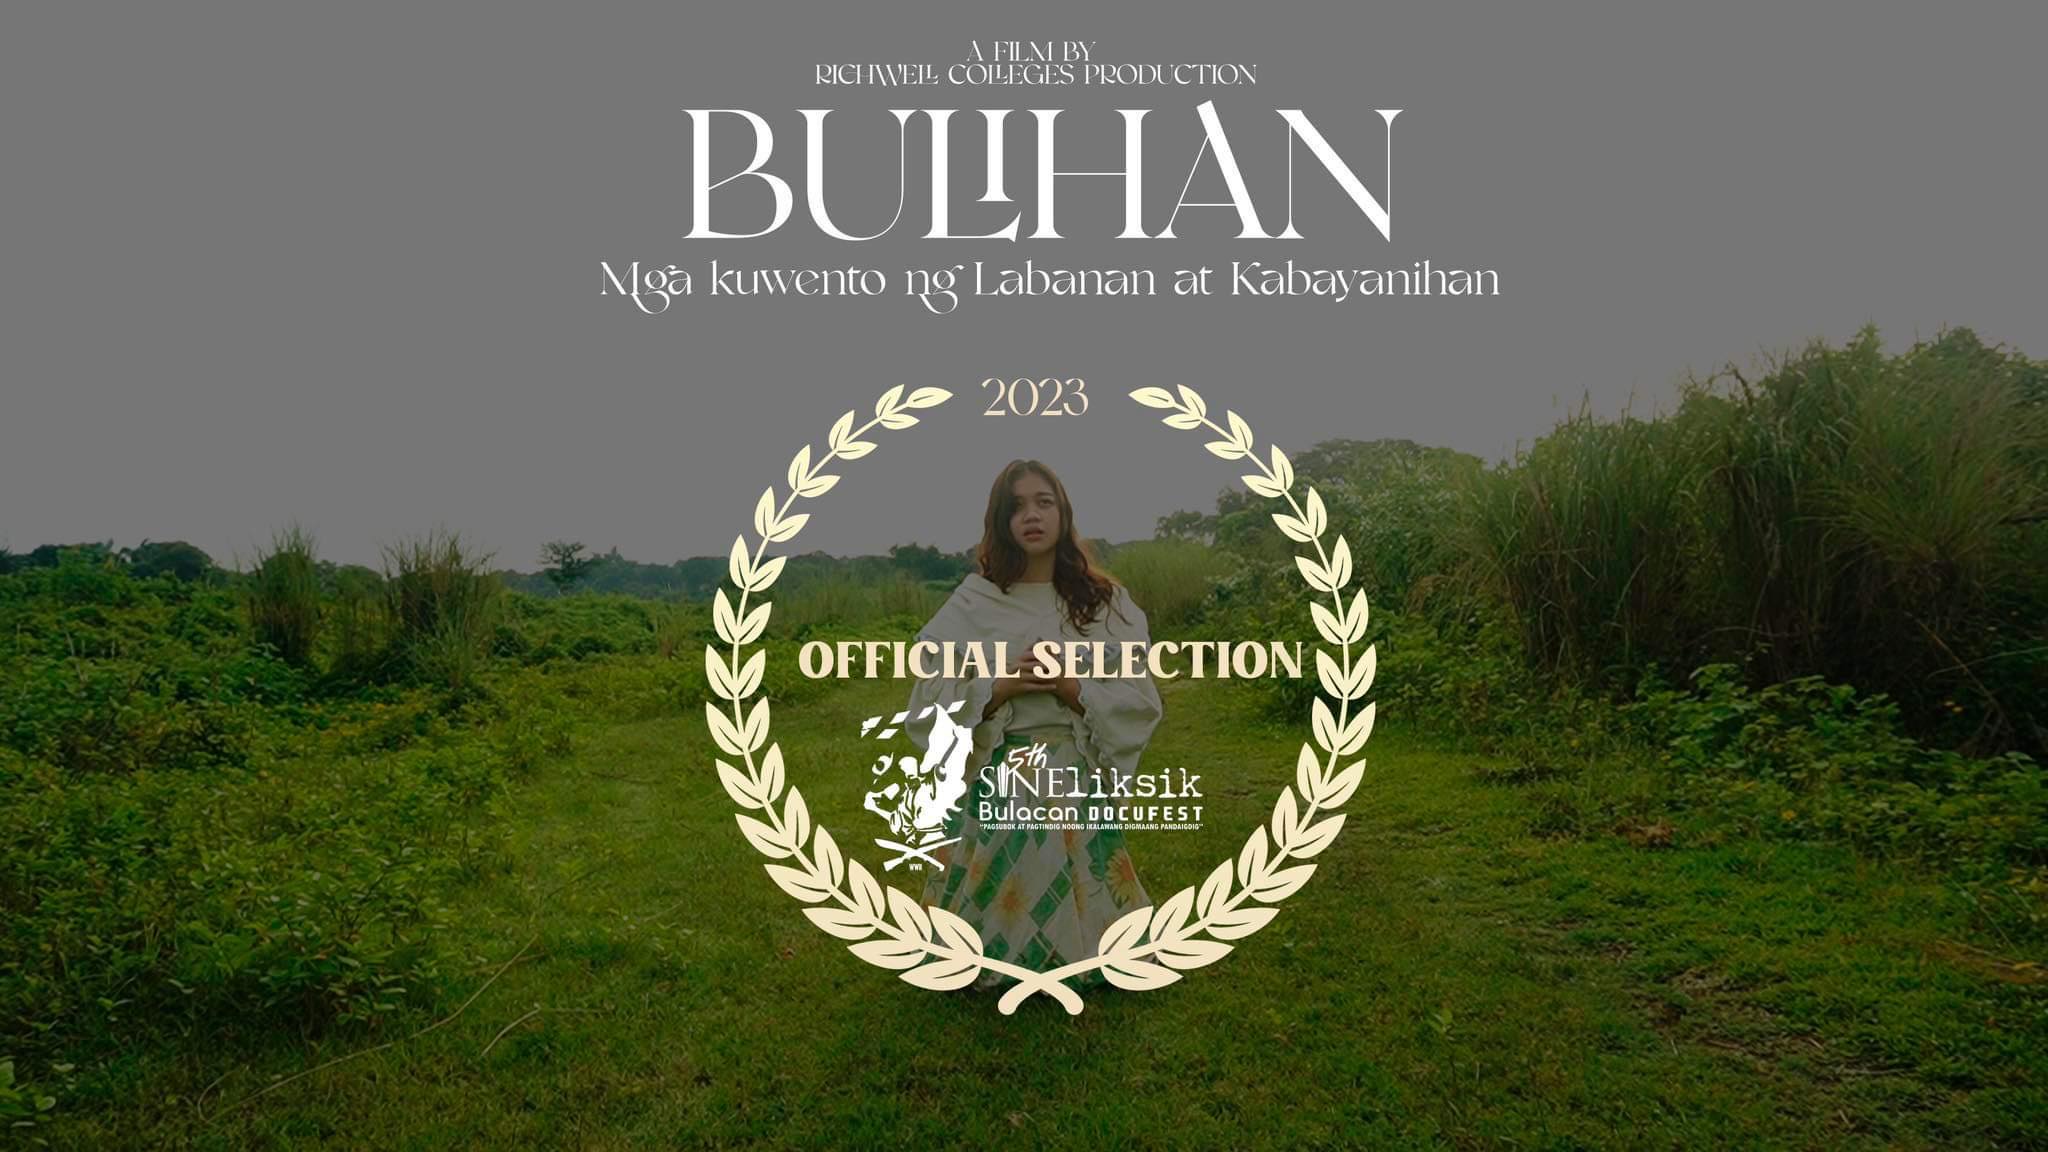 A FILM BY
RICHWELL COLLEGES PRODUCTION
BULIHAN
Mga kuwento ng Labanan at Kabayanihan
2023
OFFICIAL SELECTION
5th
SINEliksik
Bulacan DOCUFEST
"PAGSUBOK AT PAGTINDIG NOONG IKALAWANG DIGMAANG PANDAIGDIG"
WWII